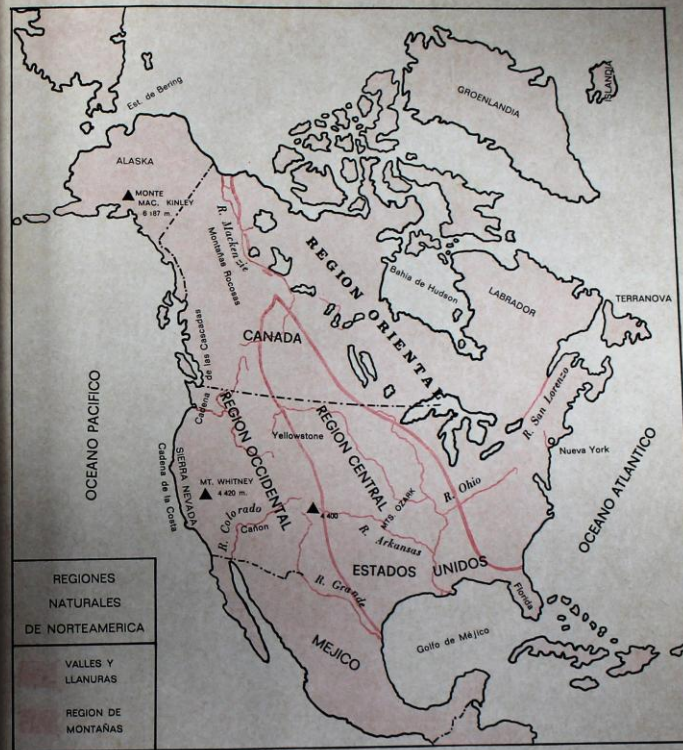 ISLANDIA
GROENLANDIA
Est. de Bering
ALASKA
MONTE
MAC. KINLEY
6 187 m.
R. Mackenzie
Montañas Rocosas
REGION ORIENTAL
Bahia de Hudson
LABRADOR
TERRANOVA
CANADA
Cadena de las Cascadas
OCEANO PACIFICO
REGION OCCIDENTAL
REGION CENTRAL
Yellowstone
R. San Lorenzo
Nueva York
OCEANO ATLANTICO
SIERRA NEVADA
Cadena de la Costa
MT. WHITNEY
4 420 m.
R. Colorado
Cañon
4 400
MTS. OZARK
R. Ohio
R. Arkansas
ESTADOS UNIDOS
R. Grande
Florida
Golfo de Méjico
MEJICO
REGIONES
NATURALES
DE NORTEAMERICA
VALLES Y
LLANURAS
REGION DE
MONTAÑAS